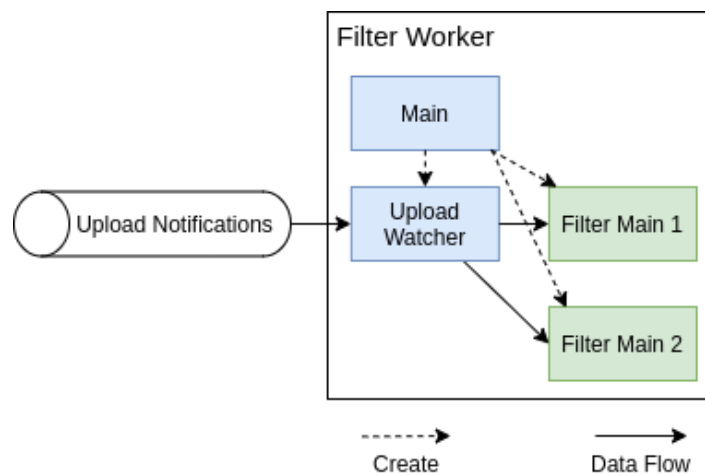 Filter Worker
Main
Upload Notifications
Upload
Watcher
Filter Main 1
Filter Main 2
Create
Data Flow